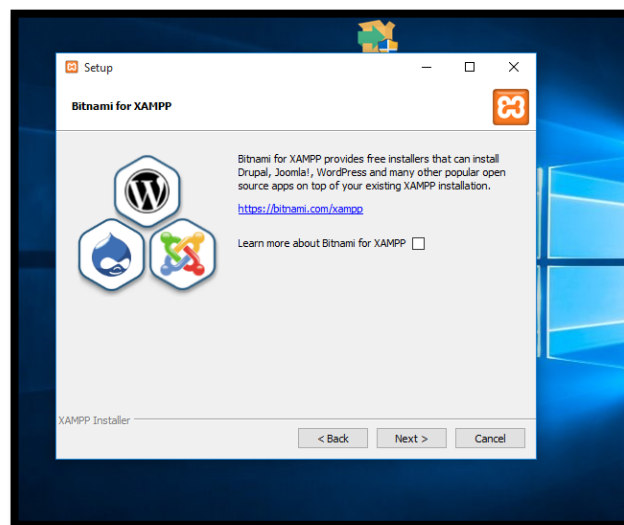 Setup
Bitnami for XAMPP
Bitnami for XAMPP provides free installers that can install
Drupal, Joomla!, WordPress and many other popular open
source apps on top of your existing XAMPP installation.
https://bitnami.com/xampp
Learn more about Bitnami for XAMPP
XAMPP Installer
< Back
Next >
Cancel